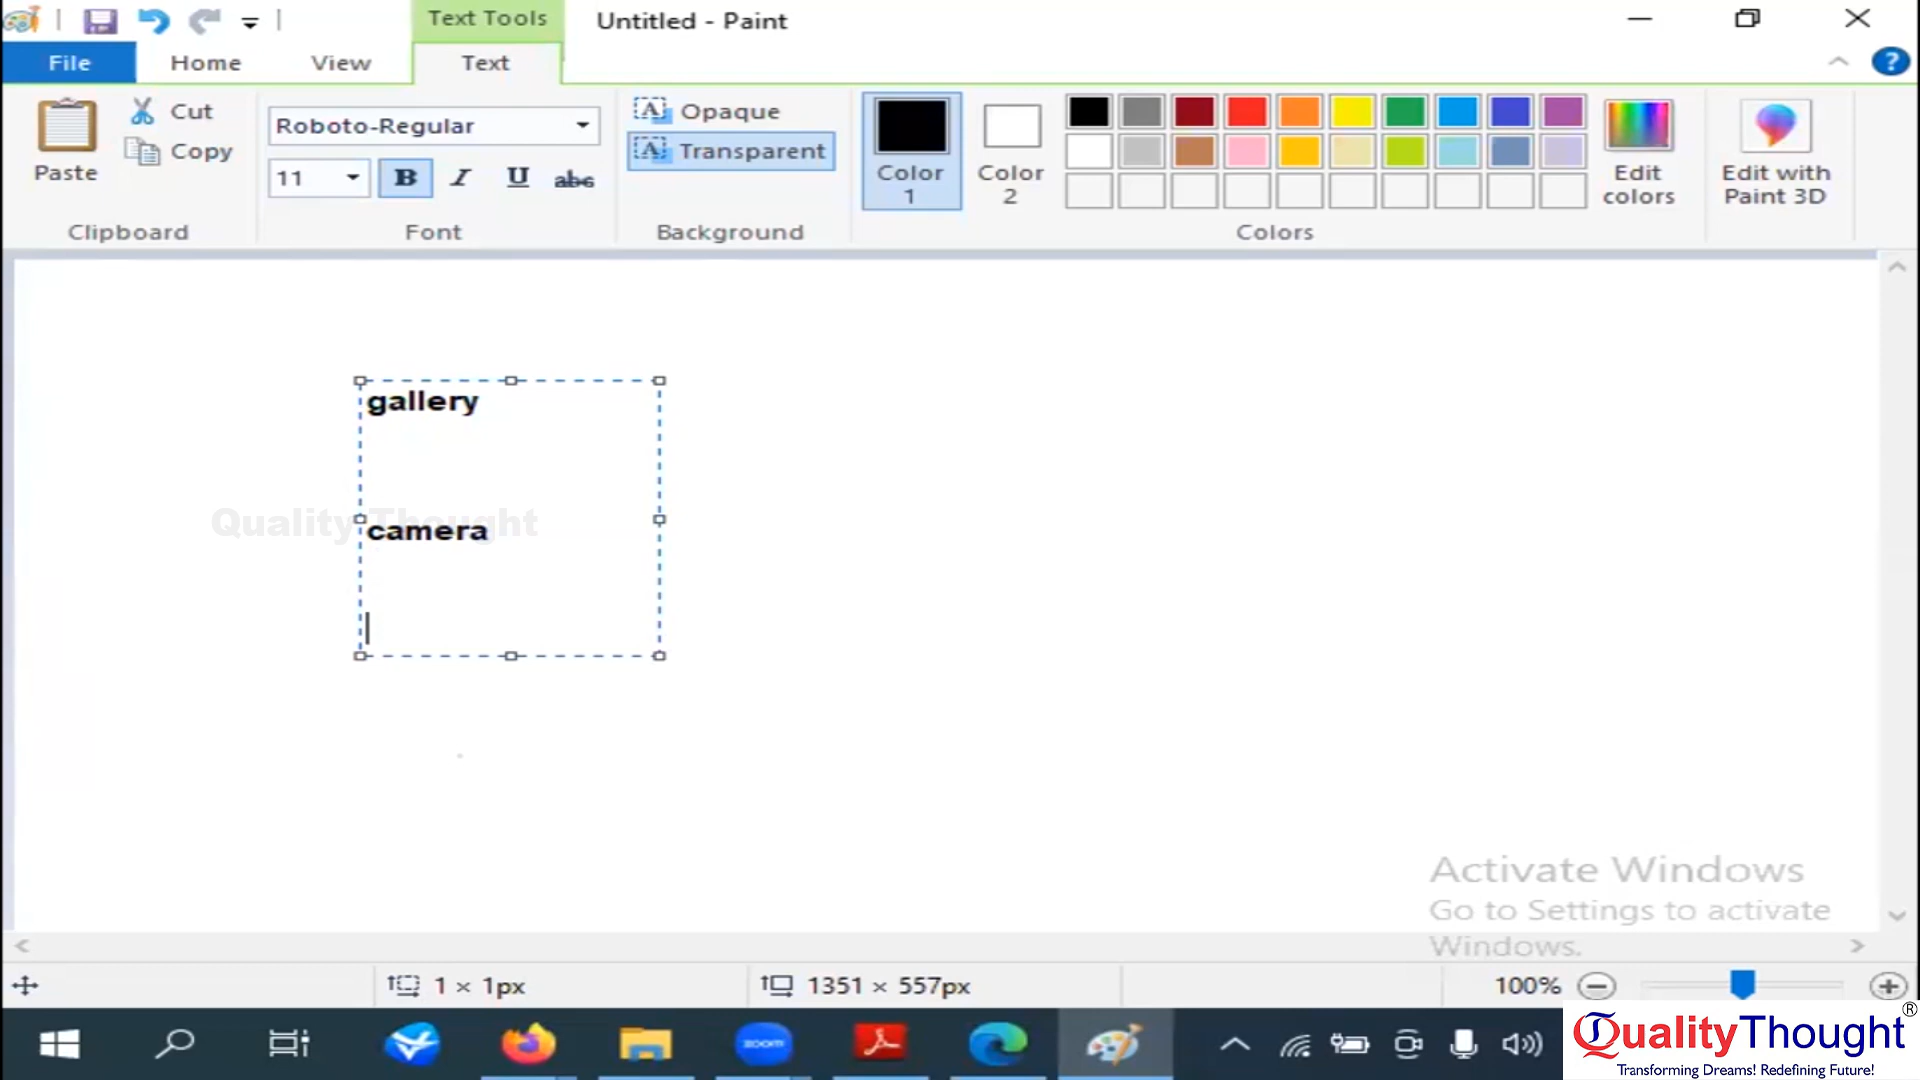 Text Tools
Untitled - Paint
File
Home
View
Text
Paste
Cut
Copy
Clipboard
Roboto-Regular
11
B
I
U
abc
Font
Opaque
Transparent
Background
Color
1
Color
2
Colors
Edit
colors
Edit with
Paint 3D
gallery
Quality Thought
camera
Activate Windows
Go to Settings to activate
Windows.
1 × 1px
1351 × 557px
100%
zoom
QualityThought®
Transforming Dreams! Redefining Future!